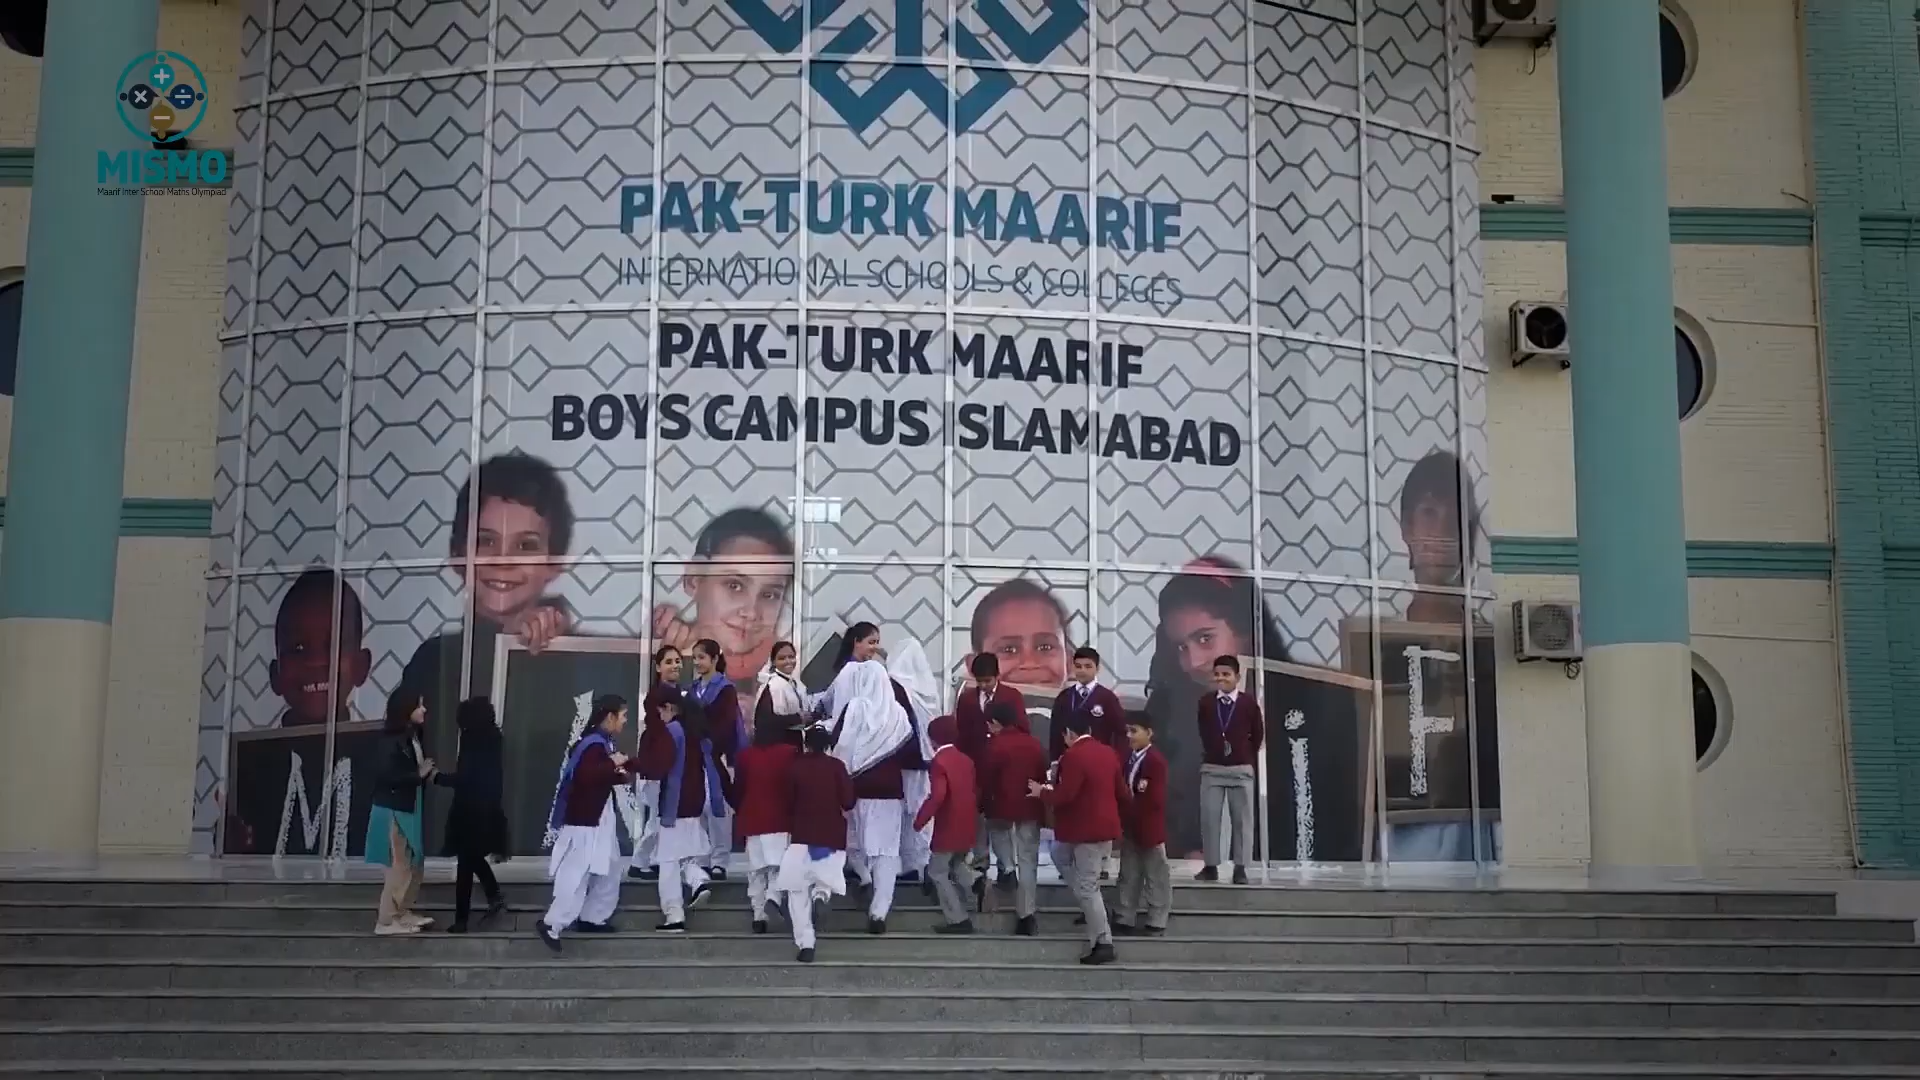 MISMO
Maarif Inter School Maths Olympiad
PAK-TURK MAARIF
INTERNATIONAL SCHOOLS & COLLEGES
PAK-TURK MAARIF
BOYS CAMPUS ISLAMABAD
M
i
F